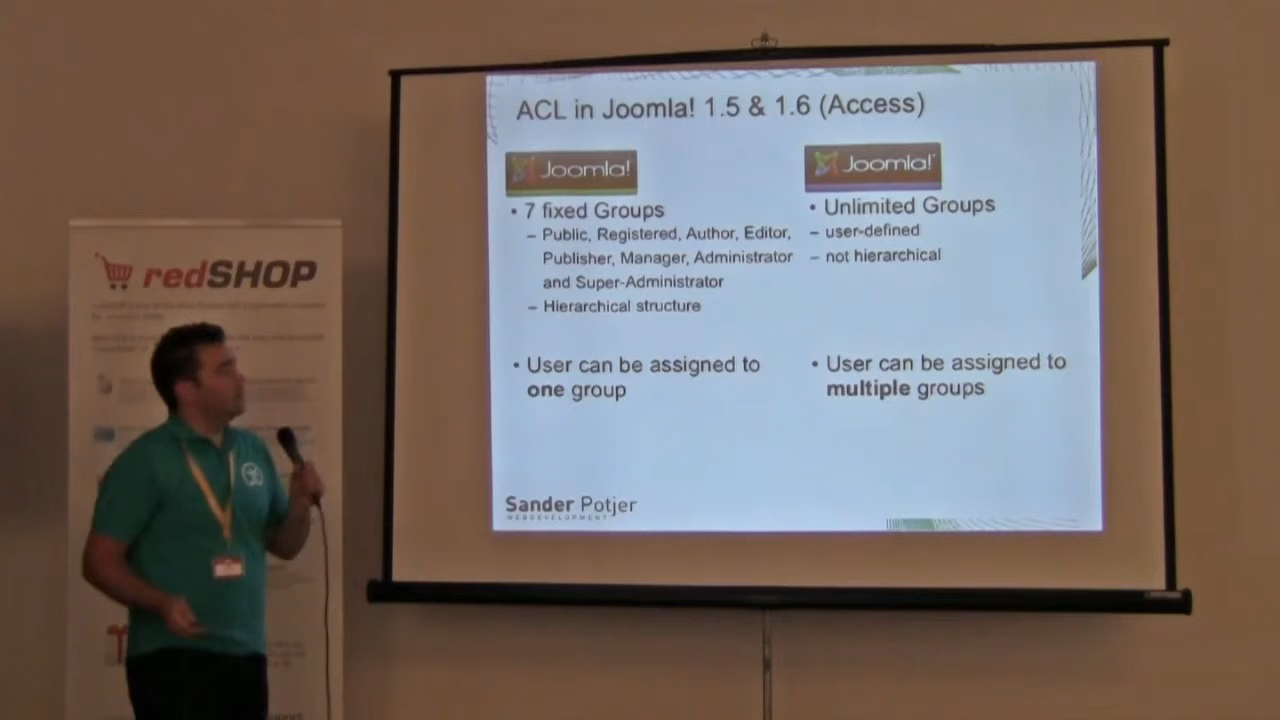 ACL in Joomla! 1.5 & 1.6 (Access)
Joomla!
• 7 fixed Groups
– Public, Registered, Author, Editor,
Publisher, Manager, Administrator
and Super-Administrator
– Hierarchical structure
• User can be assigned to
one group
Joomla!
• Unlimited Groups
– user-defined
– not hierarchical
• User can be assigned to
multiple groups
Sander Potjer
WEBDEVELOPMENT
redSHOP